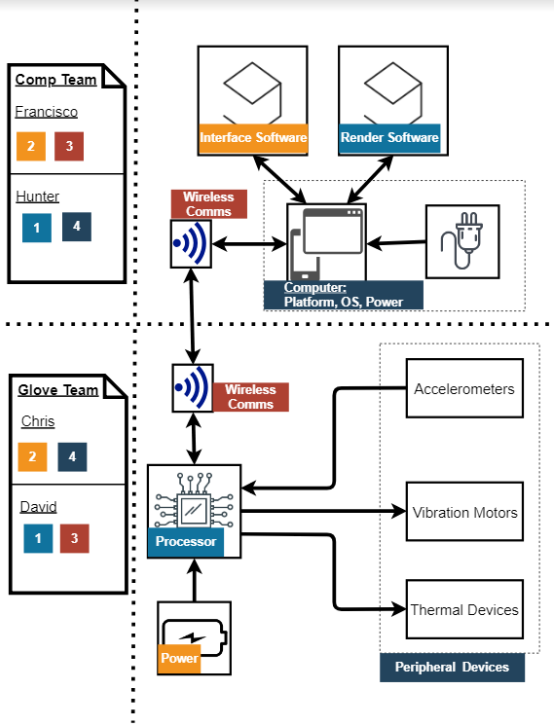 Comp Team
Francisco
2 3
Hunter
1 4
Interface Software
Render Software
Wireless
Comms
Computer:
Platform, OS, Power
Glove Team
Chris
2 4
David
1 3
Wireless
Comms
Processor
Power
Accelerometers
Vibration Motors
Thermal Devices
Peripheral Devices